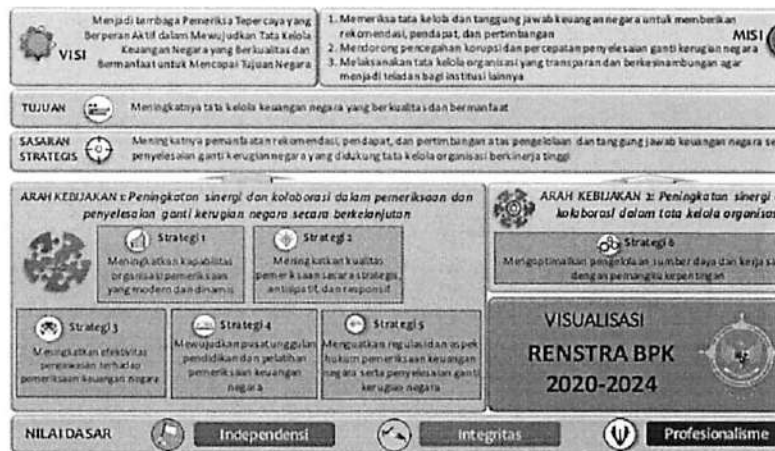 VISI
Menjadi Lembaga Pemeriksa Tepercaya yang
Berperan Aktif dalam Mewujudkan Tata Kelola
Keuangan Negara yang Berkualitas dan
Bermanfaat untuk Mencapai Tujuan Negara
MISI
1. Memeriksa tata kelola dan tanggung jawab keuangan negara untuk memberikan
rekomendasi, pendapat, dan pertimbangan
2. Mendorong pencegahan korupsi dan percepatan penyelesaian ganti kerugian negara
3. Melaksanakan tata kelola organisasi yang transparan dan berkesinambungan agar
menjadi teladan bagi institusi lainnya
TUJUAN
Meningkatnya tata kelola keuangan negara yang berkualitas dan bermanfaat
SASARAN
STRATEGIS
Meningkatnya pemanfaatan rekomendasi, pendapat, dan pertimbangan atas pengelolaan dan tanggung jawab keuangan negara se
penyelesaian ganti kerugian negara yang didukung tata kelola organisasi berkinerja tinggi
ARAH KEBIJAKAN 1: Peningkatan sinergi dan kolaborasi dalam pemeriksaan dan
penyelesaian ganti kerugian negara secara berkelanjutan
Strategi 1
Meningkatkan kapabilitas
organisasi pemeriksaan
yang modern dan dinamis
Strategi 2
Meningkatkan kualitas
pemeriksaan secara strategis,
antisipatif, dan responsif
Strategi 3
Meningkatkan efektivitas
pengawasan terhadap
pemeriksaan keuangan negara
Strategi 4
Mewujudkan pusat unggulan
pendidikan dan pelatihan
pemeriksaan keuangan
negara
Strategi 5
Menguatkan regulasi dan aspek
hukum pemeriksaan keuangan
negara serta penyelesaian ganti
kerugian negara
ARAH KEBIJAKAN 2: Peningkatan sinergi
kolaborasi dalam tata kelola organisas
Strategi 6
Mengoptimalkan pengelolaan sumber daya dan kerja sa
dengan pemangku kepentingan
VISUALISASI
RENSTRA BPK
2020-2024
NILAI DASAR
Independensi
Integritas
Profesionalisme